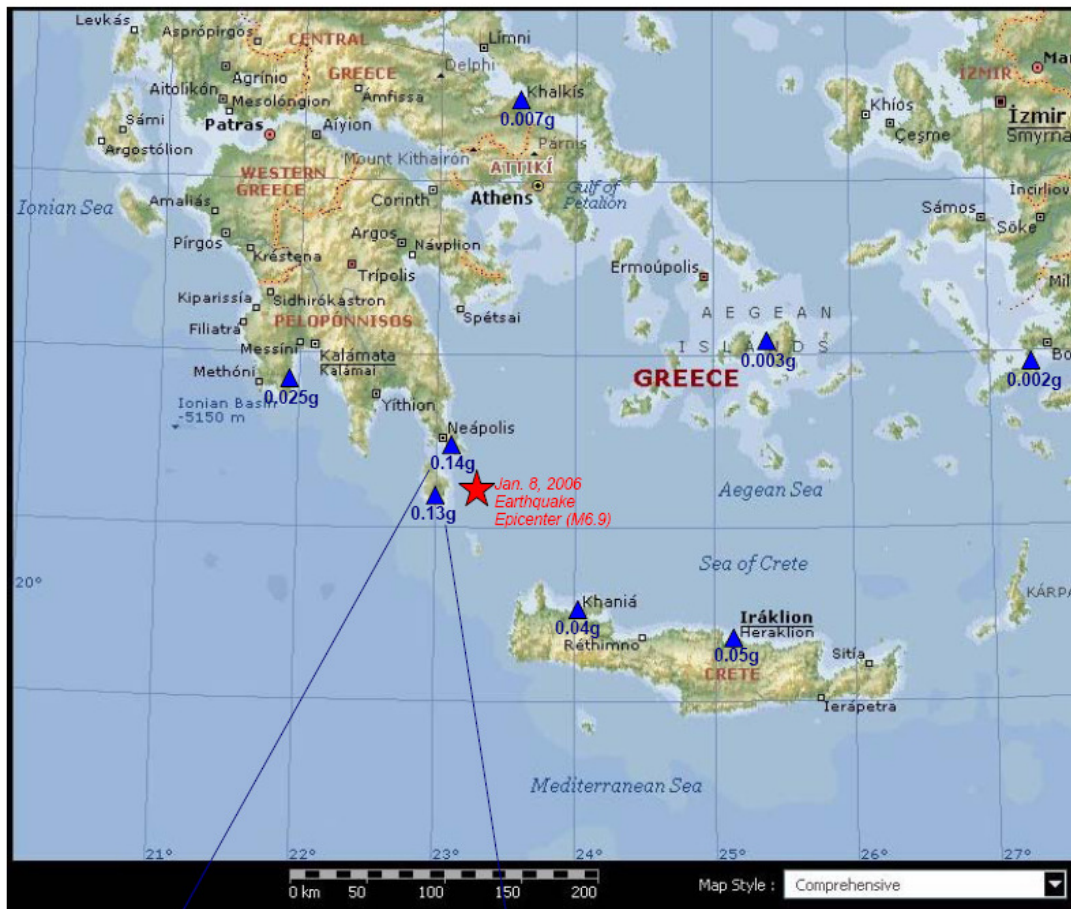 Levkás
Asprópirgos
CENTRAL
GREECE
Límni
Delphi
Agrínio
Aitolikón
Mesolóngion
Ámfissa
Khalkís
0.007g
Sámi
Argostólion
Patras
Aíyion
Mount Kithairón
Párnis
ATTIKÍ
Athens
Gulf of
Petalion
Khíos
Çeşme
İZMIR
İzmir
Smyrna
WESTERN
GREECE
Ionian Sea
Amaliás
Pírgos
Kréstena
Corinth
Argos
Návplion
Trípolis
Sámos
Söke
Ermoúpolis
Kiparissía
Sidhirókastron
Filiatra
PELOPÓNNISOS
Spétsai
AEGEAN
ISLANDS
0.003g
Messíni
Kalámata
Kalámai
Methóni
0.025g
GREECE
0.002g
Ionian Basin
-5150 m
Yíthion
Neápolis
0.14g
0.13g
Jan. 8, 2006
Earthquake
Epicenter (M6.9)
Aegean Sea
Sea of Crete
20°
Khaniá
0.04g
Réthimno
Iráklion
Heraklion
0.05g
CRETE
Sitía
Ierápetra
Mediterranean Sea
21°
22°
23°
24°
25°
26°
27°
0 km
50
100
150
200
Map Style :
Comprehensive